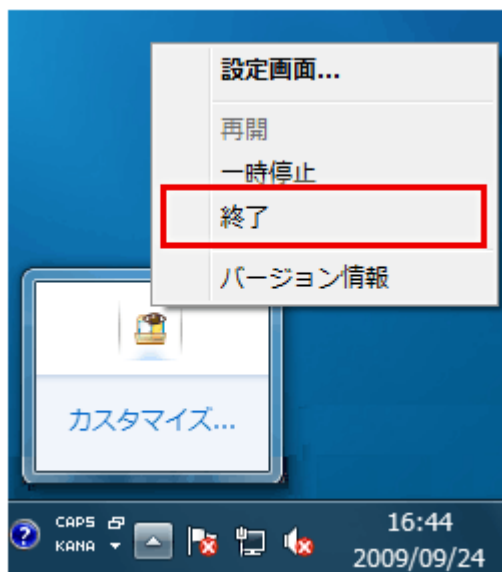 設定画面...
再開
一時停止
終了
バージョン情報
カスタマイズ...
CAPS
KANA
16:44
2009/09/24